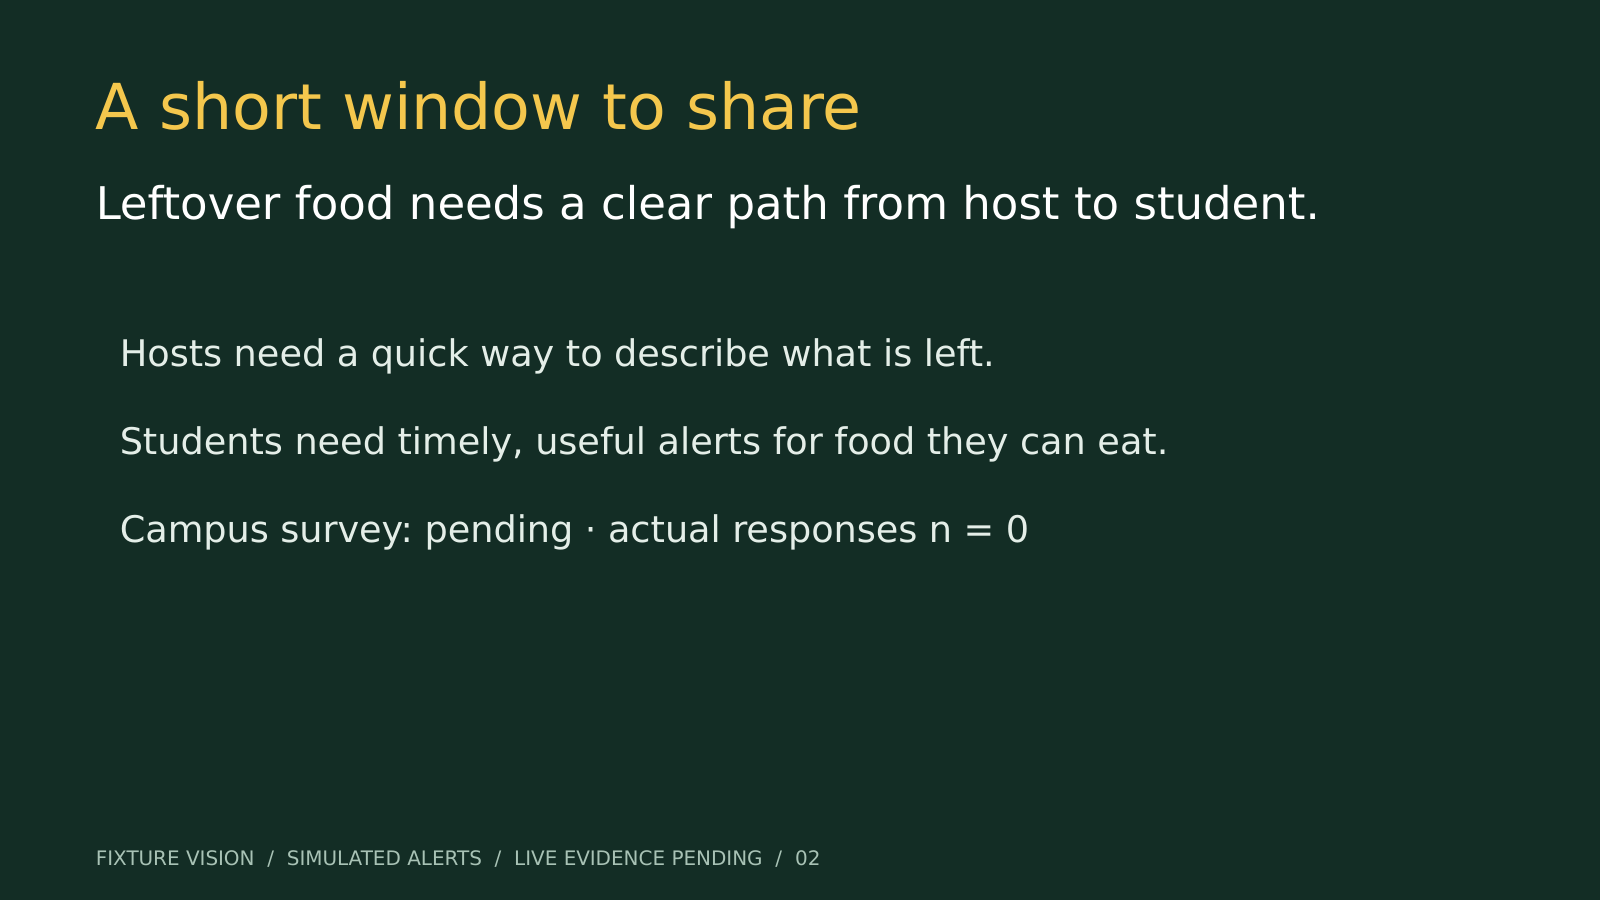 A short window to share
Leftover food needs a clear path from host to student.
Hosts need a quick way to describe what is left.
Students need timely, useful alerts for food they can eat.
Campus survey: pending · actual responses n = 0
FIXTURE VISION / SIMULATED ALERTS / LIVE EVIDENCE PENDING / 02